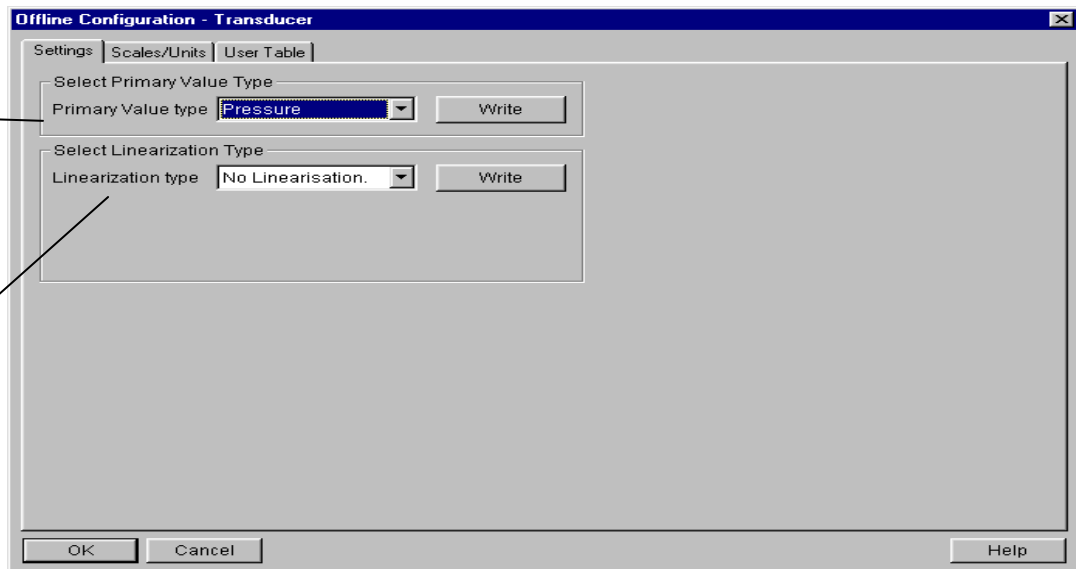 Offline Configuration - Transducer
Settings Scales/Units User Table
Select Primary Value Type
Primary Value type Pressure Write
Select Linearization Type
Linearization type No Linearisation. Write
OK Cancel Help